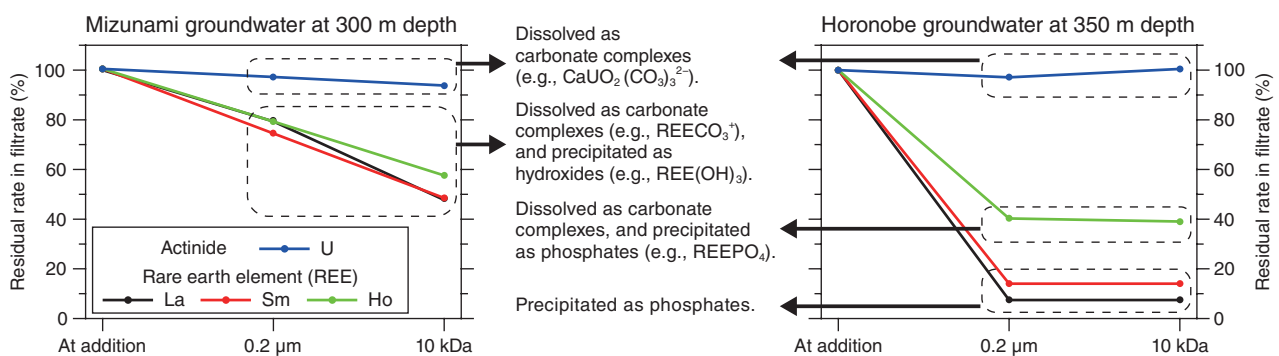 Mizunami groundwater at 300 m depth
Residual rate in filtrate (%)
100
80
60
40
20
0
At addition
0.2 μm
10 kDa
Actinide
U
Rare earth element (REE)
La
Sm
Ho
Dissolved as
carbonate complexes
(e.g., CaUO₂(CO₃)₃²⁻).
Dissolved as carbonate
complexes (e.g., REECO₃⁺),
and precipitated as
hydroxides (e.g., REE(OH)₃).
Dissolved as carbonate
complexes, and precipitated
as phosphates (e.g., REEPO₄).
Precipitated as phosphates.
Horonobe groundwater at 350 m depth
100
80
60
40
20
0
Residual rate in filtrate (%)
At addition
0.2 μm
10 kDa